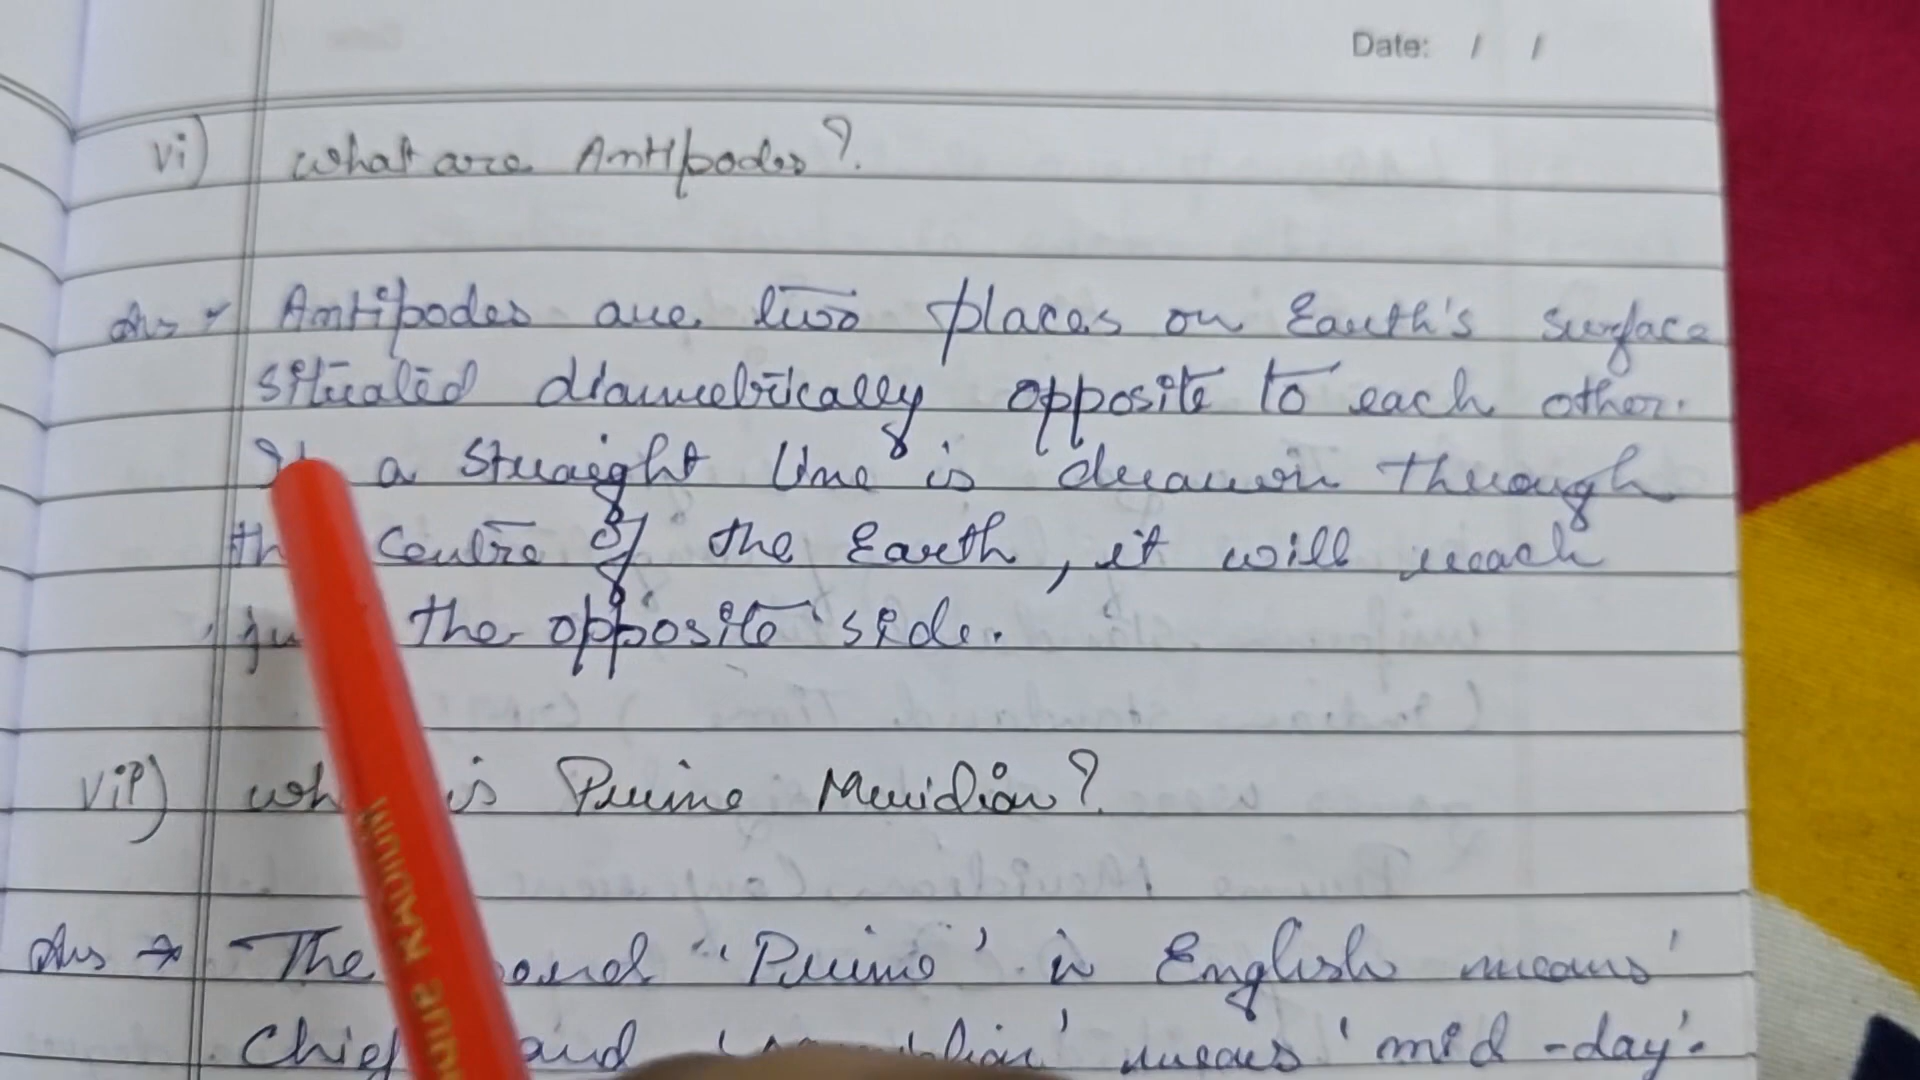 Date: / /
vi) what are Antipodes?
Ans → Antipodes are two places on Earth's surface
situated diametrically opposite to each other.
If a straight line is drawn through
the centre of the Earth, it will reach
the opposite side.
vii) is Prime Meridian?
Ans → The "Prime' in English means
Chief and means 'mid-day'.